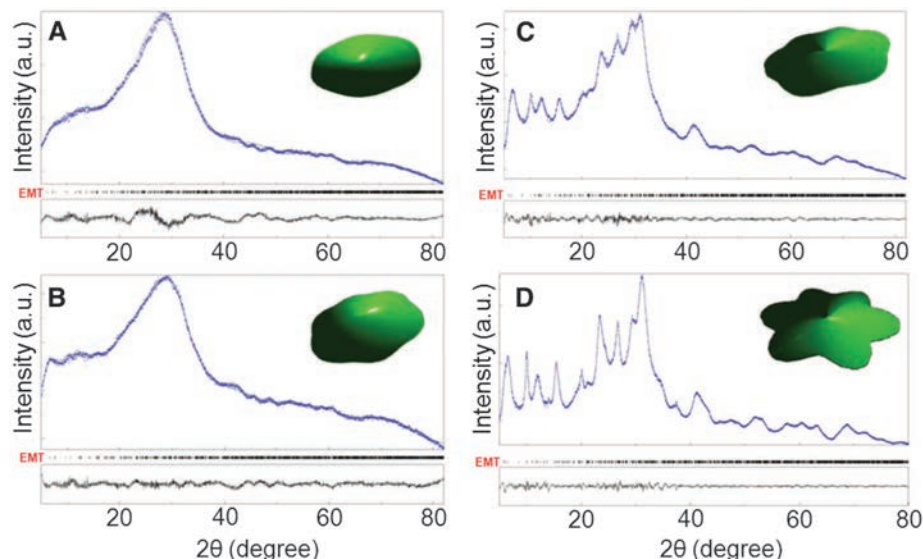 A
Intensity (a.u.)
EMT
20 40 60 80
C
Intensity (a.u.)
EMT
20 40 60 80
B
Intensity (a.u.)
EMT
20 40 60 80
2θ (degree)
D
Intensity (a.u.)
EMT
20 40 60 80
2θ (degree)